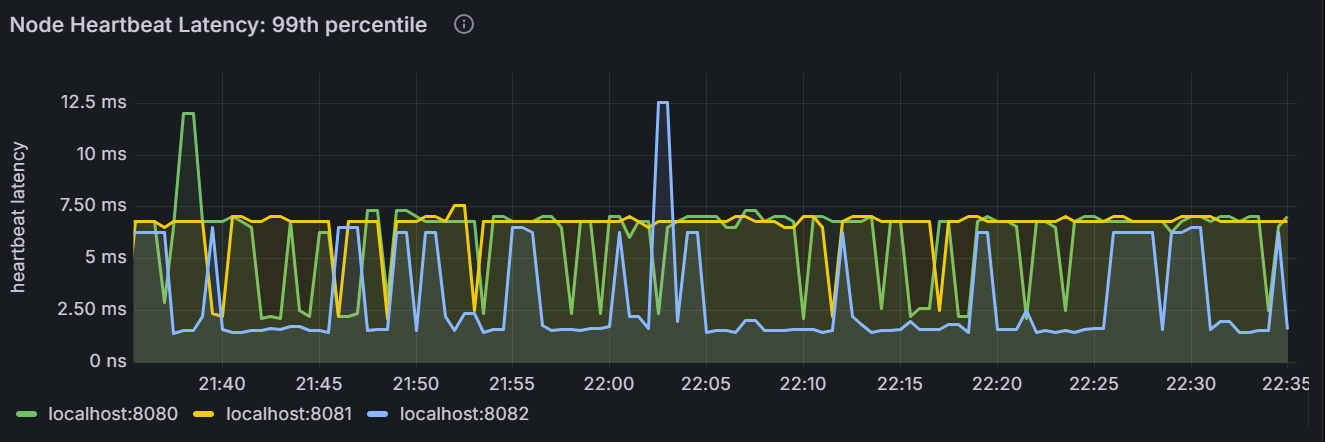 Node Heartbeat Latency: 99th percentile
heartbeat latency
12.5 ms
10 ms
7.50 ms
5 ms
2.50 ms
0 ns
21:40 21:45 21:50 21:55 22:00 22:05 22:10 22:15 22:20 22:25 22:30 22:35
localhost:8080 localhost:8081 localhost:8082